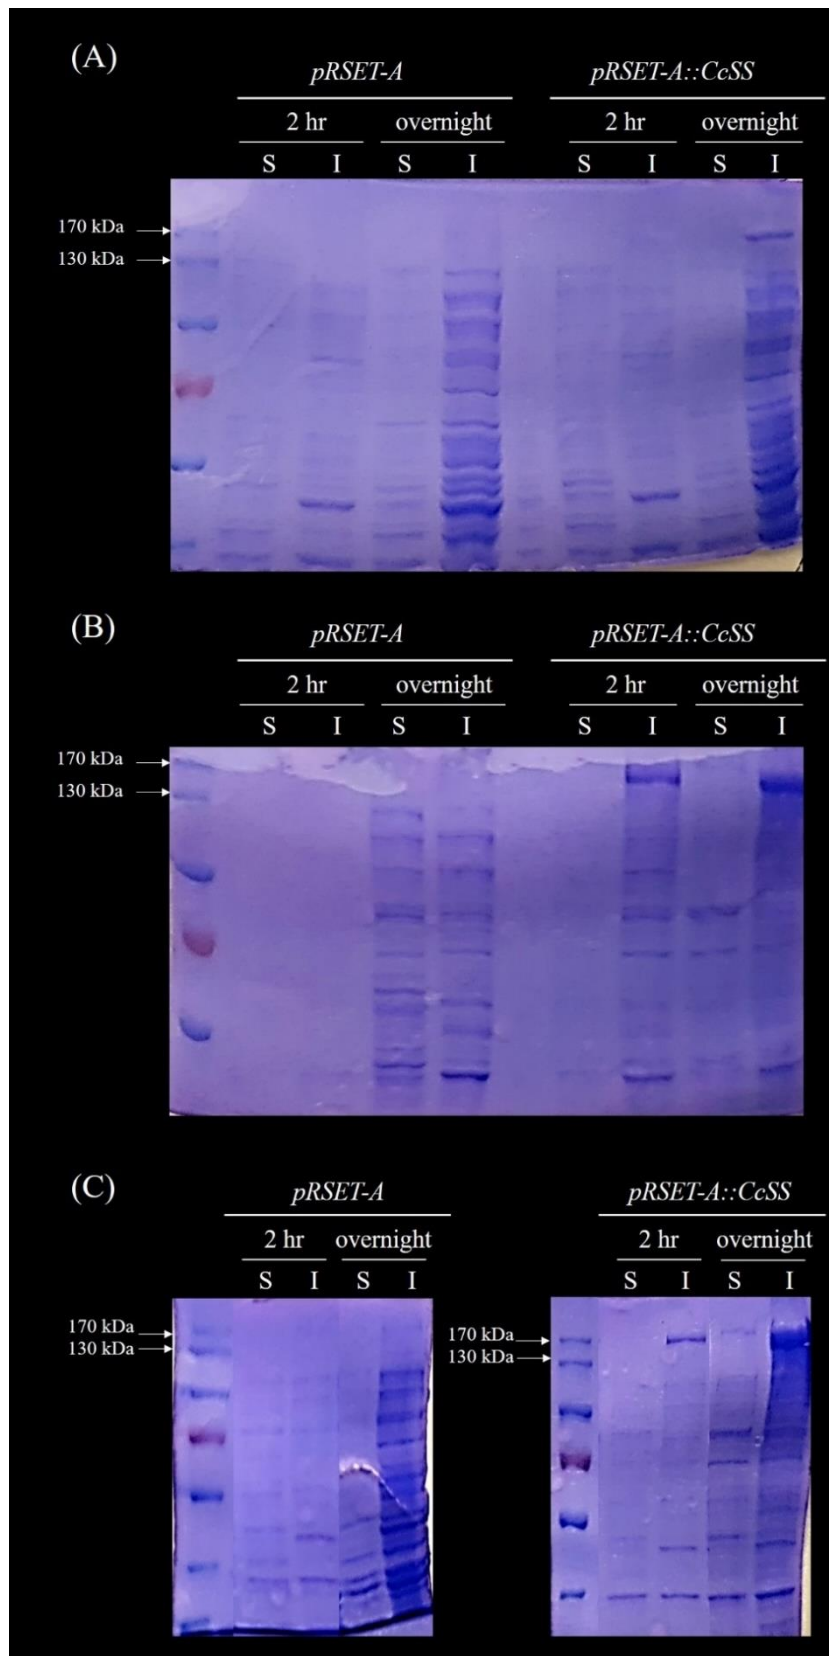 (A)
pRSET-A pRSET-A::CcSS
2 hr overnight 2 hr overnight
S I S I S I S I
170 kDa
130 kDa
(B)
pRSET-A pRSET-A::CcSS
2 hr overnight 2 hr overnight
S I S I S I S I
170 kDa
130 kDa
(C)
pRSET-A pRSET-A::CcSS
2 hr overnight 2 hr overnight
S I S I S I S I
170 kDa 170 kDa
130 kDa 130 kDa